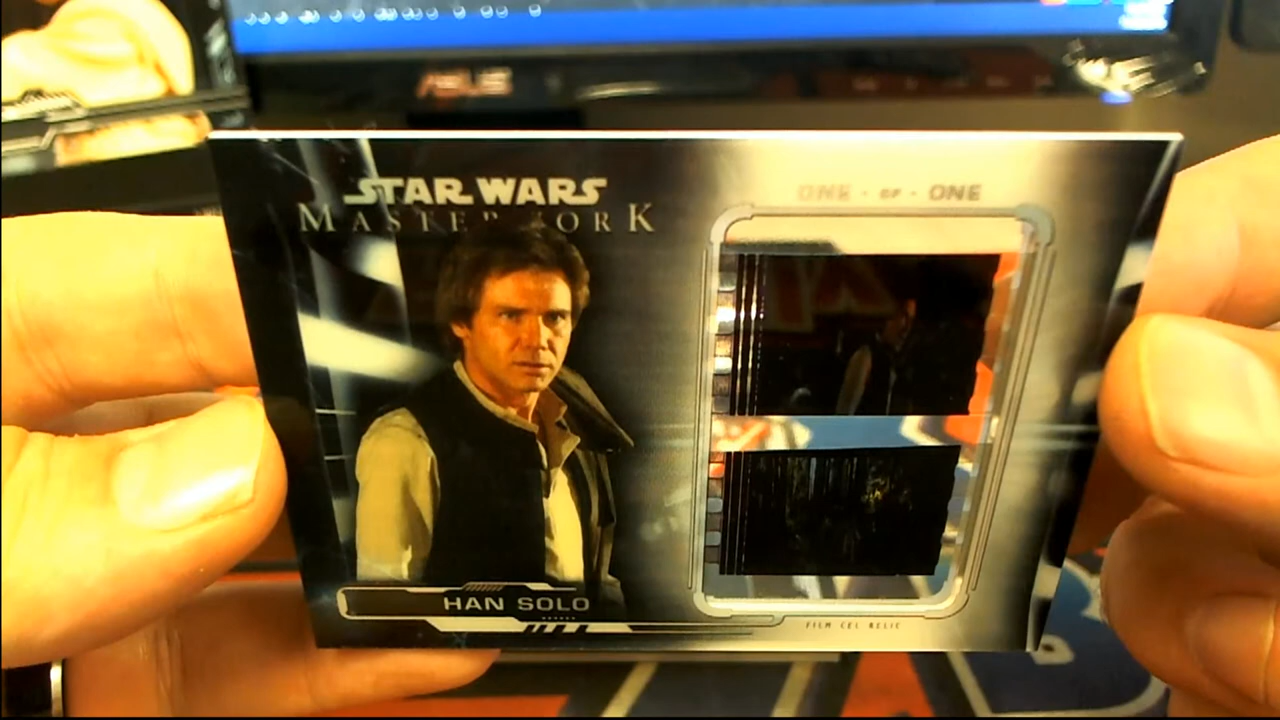 ASUS
STAR WARS
MASTERWORK
ONE · OF · ONE
HAN SOLO
FILM CEL RELIC